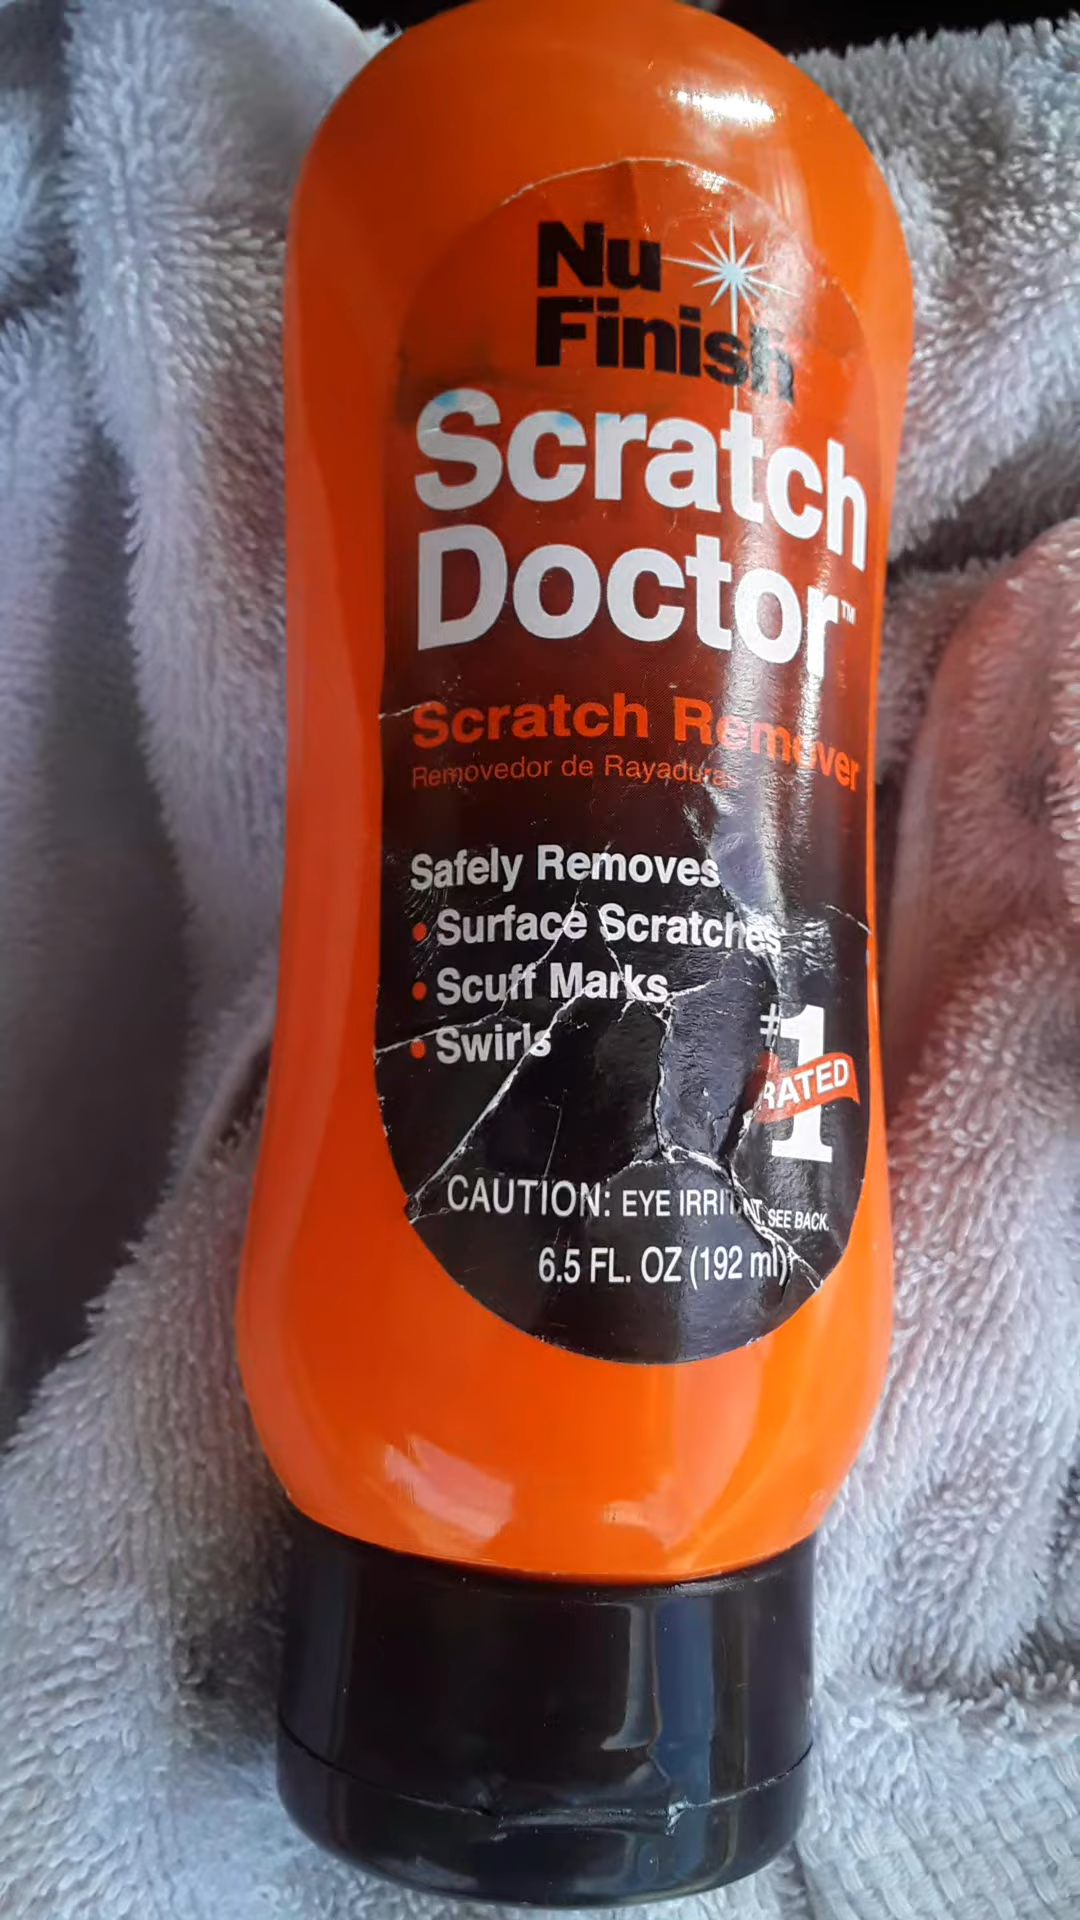 Nu
Finish
Scratch
Doctor™
Scratch Remover
Removedor de Rayaduras
Safely Removes
• Surface Scratches
• Scuff Marks
• Swirls
#1
RATED
CAUTION: EYE IRRITANT. SEE BACK.
6.5 FL. OZ (192 ml)